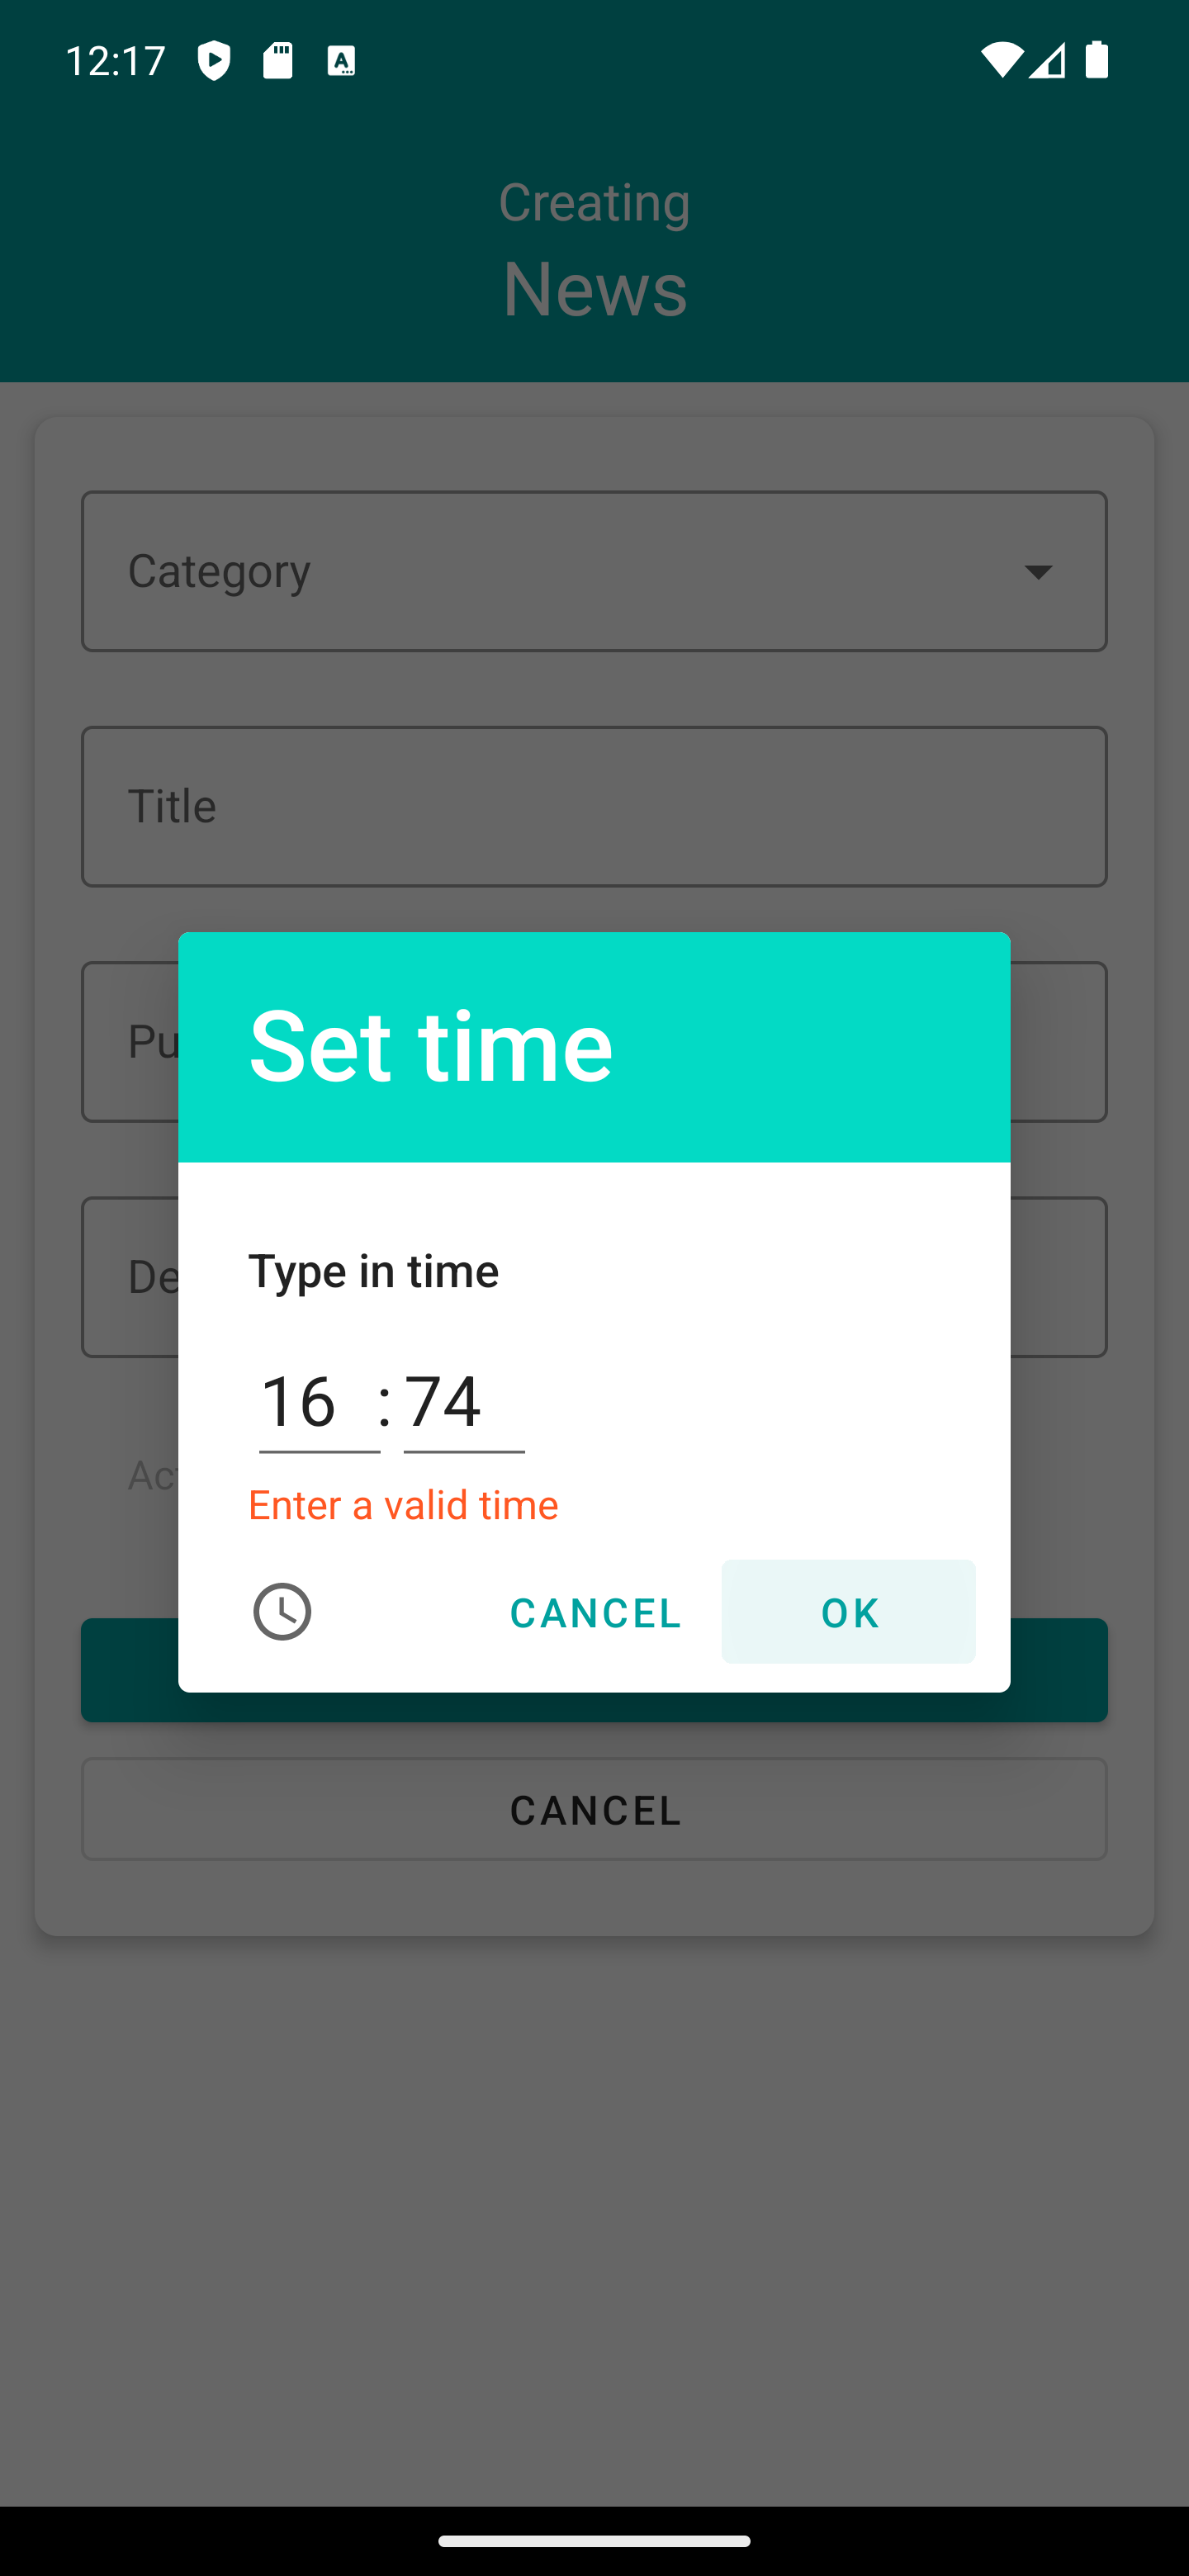 12:17
Creating
News
Category
Title
Pu
Set time
Type in time
De
16 : 74
Act
Enter a valid time
CANCEL OK
CANCEL